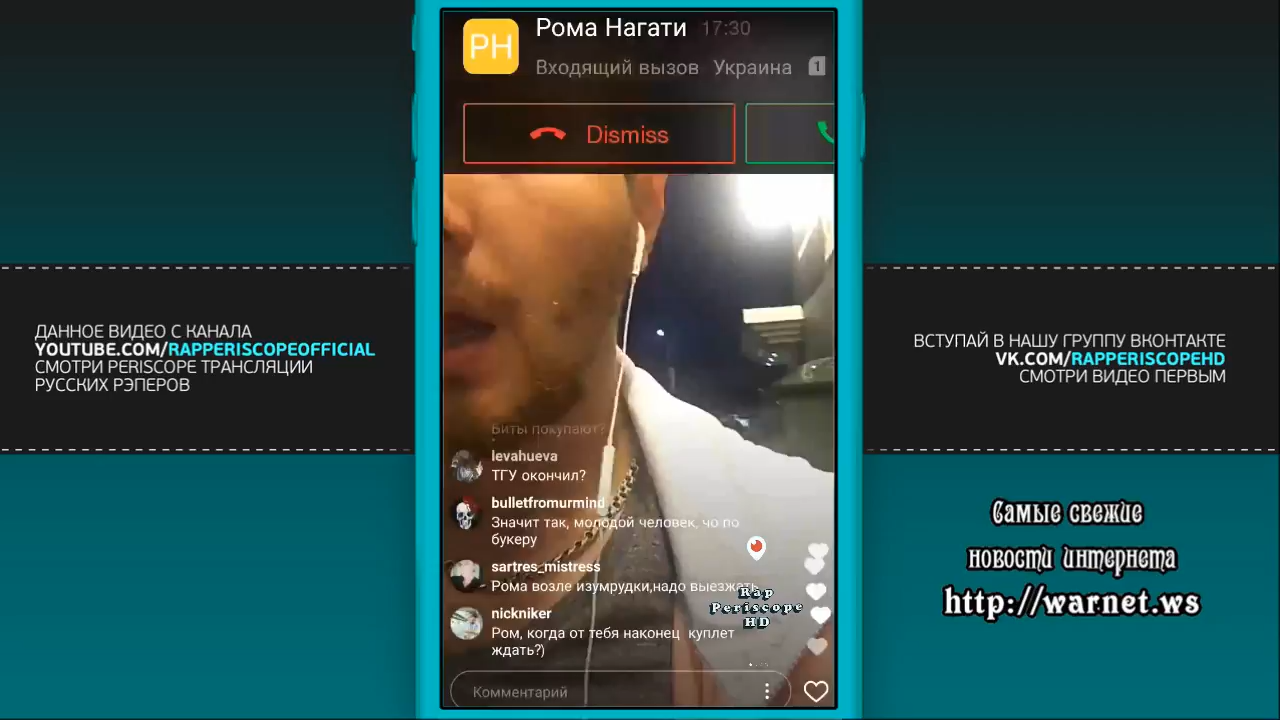 РН
Рома Нагати 17:30
Входящий вызов Украина 1
Dismiss
ДАННОЕ ВИДЕО С КАНАЛА
YOUTUBE.COM/RAPPERISCOPEOFFICIAL
СМОТРИ PERISCOPE ТРАНСЛЯЦИИ
РУССКИХ РЭПЕРОВ
ВСТУПАЙ В НАШУ ГРУППУ ВКОНТАКТЕ
VK.COM/RAPPERISCOPEHD
СМОТРИ ВИДЕО ПЕРВЫМ
Биты покупают?
levahueva
ТГУ окончил?
bulletfromurmind
Значит так, молодой человек, чо по
букеру
sartres_mistress
Рома возле изумрудки,надо выезжать
nickniker
Ром, когда от тебя наконец куплет
ждать?)
Комментарий
Rap
Periscope
HD
Самые свежие
новости интернета
http://warnet.ws